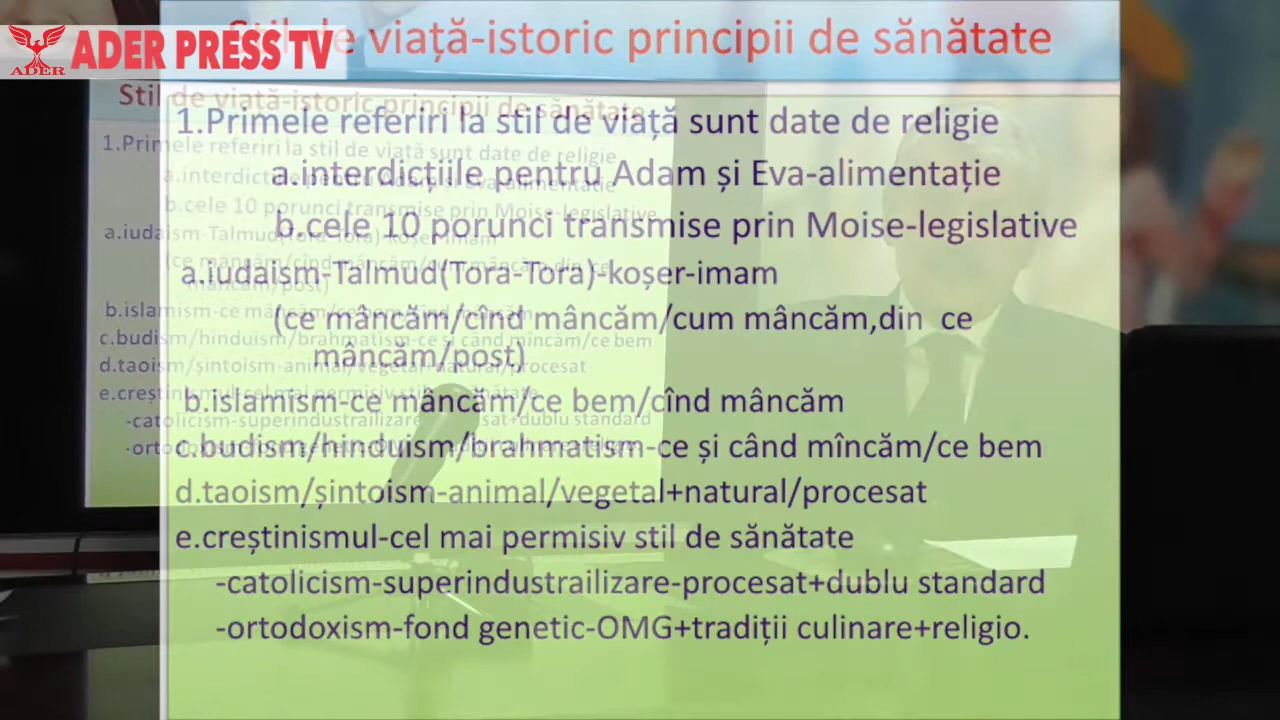 ADER PRESS TV
ADER
Stil de viață-istoric principii de sănătate
1.Primele referiri la stil de viață sunt date de religie
a.interdicțiile pentru Adam și Eva-alimentație
b.cele 10 porunci transmise prin Moise-legislative
a.iudaism-Talmud(Tora-Tora)-koșer-imam
(ce mâncăm/cînd mâncăm/cum mâncăm,din ce
mâncăm/post)
b.islamism-ce mâncăm/ce bem/cînd mâncăm
c.budism/hinduism/brahmatism-ce și când mîncăm/ce bem
d.taoism/șintoism-animal/vegetal+natural/procesat
e.creștinismul-cel mai permisiv stil de sănătate
-catolicism-superindustrailizare-procesat+dublu standard
-ortodoxism-fond genetic-OMG+tradiții culinare+religio.